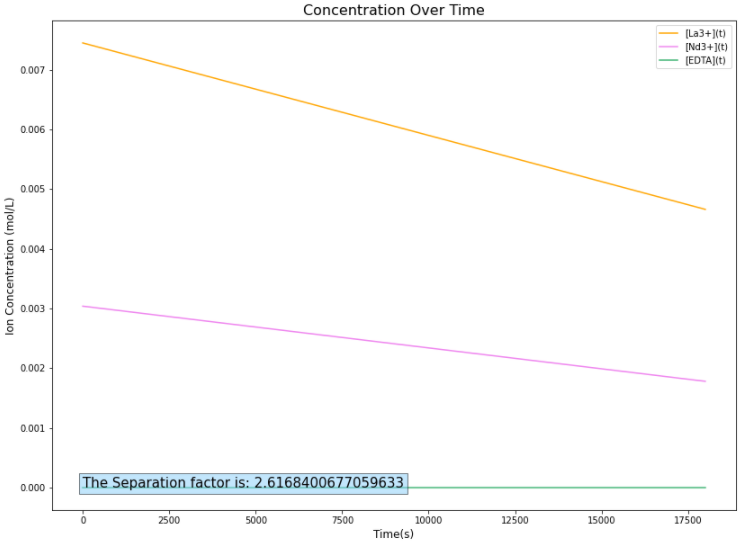 Concentration Over Time
[La3+](t)
[Nd3+](t)
[EDTA](t)
Ion Concentration (mol/L)
0.007
0.006
0.005
0.004
0.003
0.002
0.001
0.000
The Separation factor is: 2.6168400677059633
0
2500
5000
7500
10000
12500
15000
17500
Time(s)